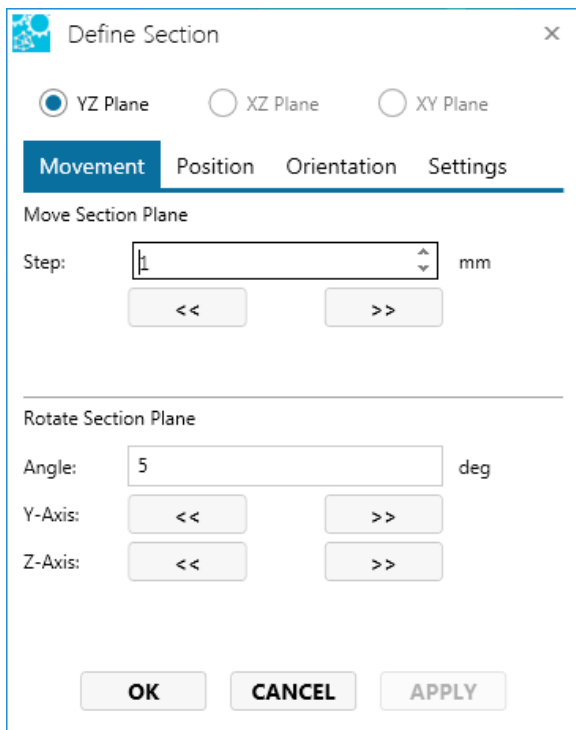 Define Section
YZ Plane XZ Plane XY Plane
Movement Position Orientation Settings
Move Section Plane
Step: 1 mm
<< >>
Rotate Section Plane
Angle: 5 deg
Y-Axis: << >>
Z-Axis: << >>
OK CANCEL APPLY